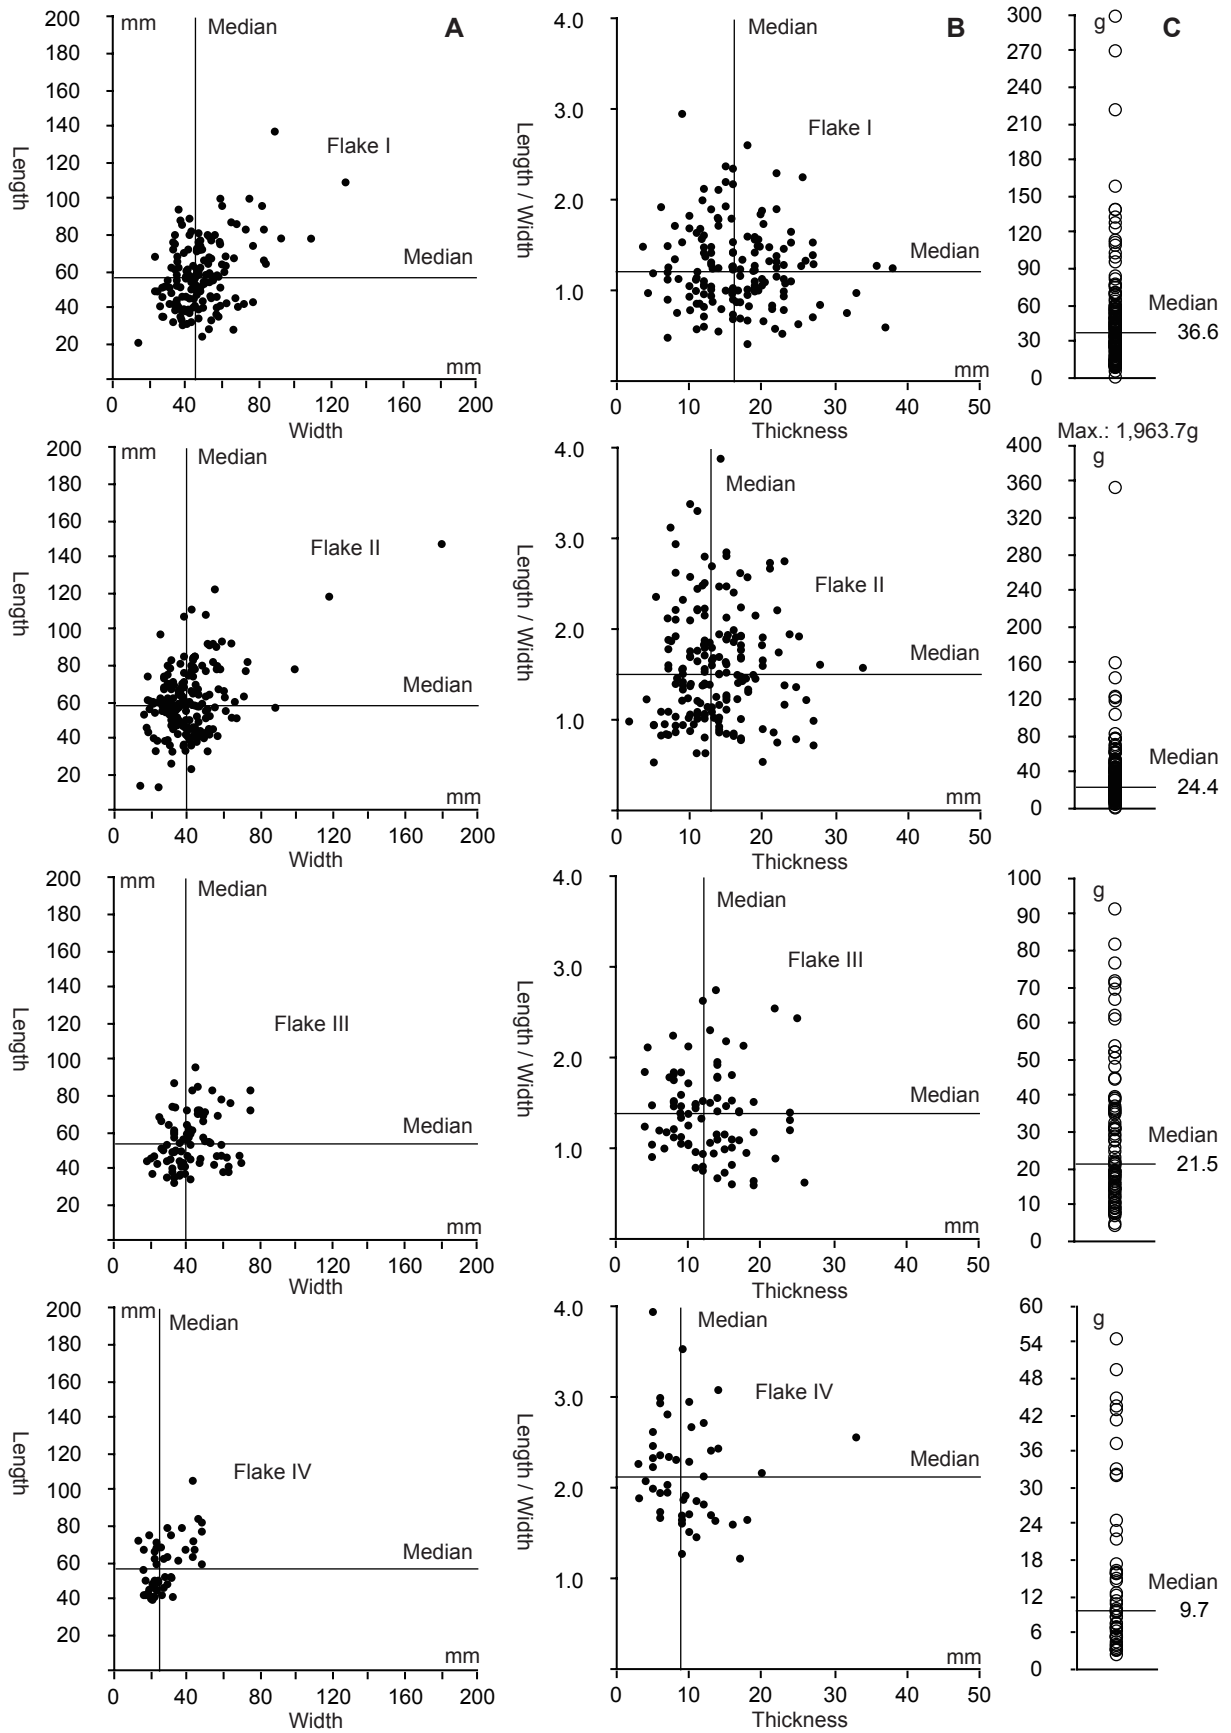 A
mm
Median
200
180
160
140
120
100
80
60
40
20
Length
Flake I
Median
mm
0 40 80 120 160 200
Width
B
Median
4.0
3.0
2.0
1.0
Length / Width
Flake I
Median
mm
0 10 20 30 40 50
Thickness
C
g
300
270
240
210
180
150
120
90
60
30
0
Median
36.6
mm
Median
200
180
160
140
120
100
80
60
40
20
Length
Flake II
Median
mm
0 40 80 120 160 200
Width
4.0
3.0
2.0
1.0
Length / Width
Median
Flake II
Median
mm
0 10 20 30 40 50
Thickness
Max.: 1,963.7g
g
400
360
320
280
240
200
160
120
80
40
0
Median
24.4
mm
Median
200
180
160
140
120
100
80
60
40
20
Length
Flake III
Median
mm
0 40 80 120 160 200
Width
4.0
3.0
2.0
1.0
Length / Width
Median
Flake III
Median
mm
0 10 20 30 40 50
Thickness
g
100
90
80
70
60
50
40
30
20
10
0
Median
21.5
mm
Median
200
180
160
140
120
100
80
60
40
20
Length
Flake IV
Median
mm
0 40 80 120 160 200
Width
4.0
3.0
2.0
1.0
Length / Width
Median
Flake IV
Median
mm
0 10 20 30 40 50
Thickness
g
60
54
48
42
36
30
24
18
12
6
0
Median
9.7